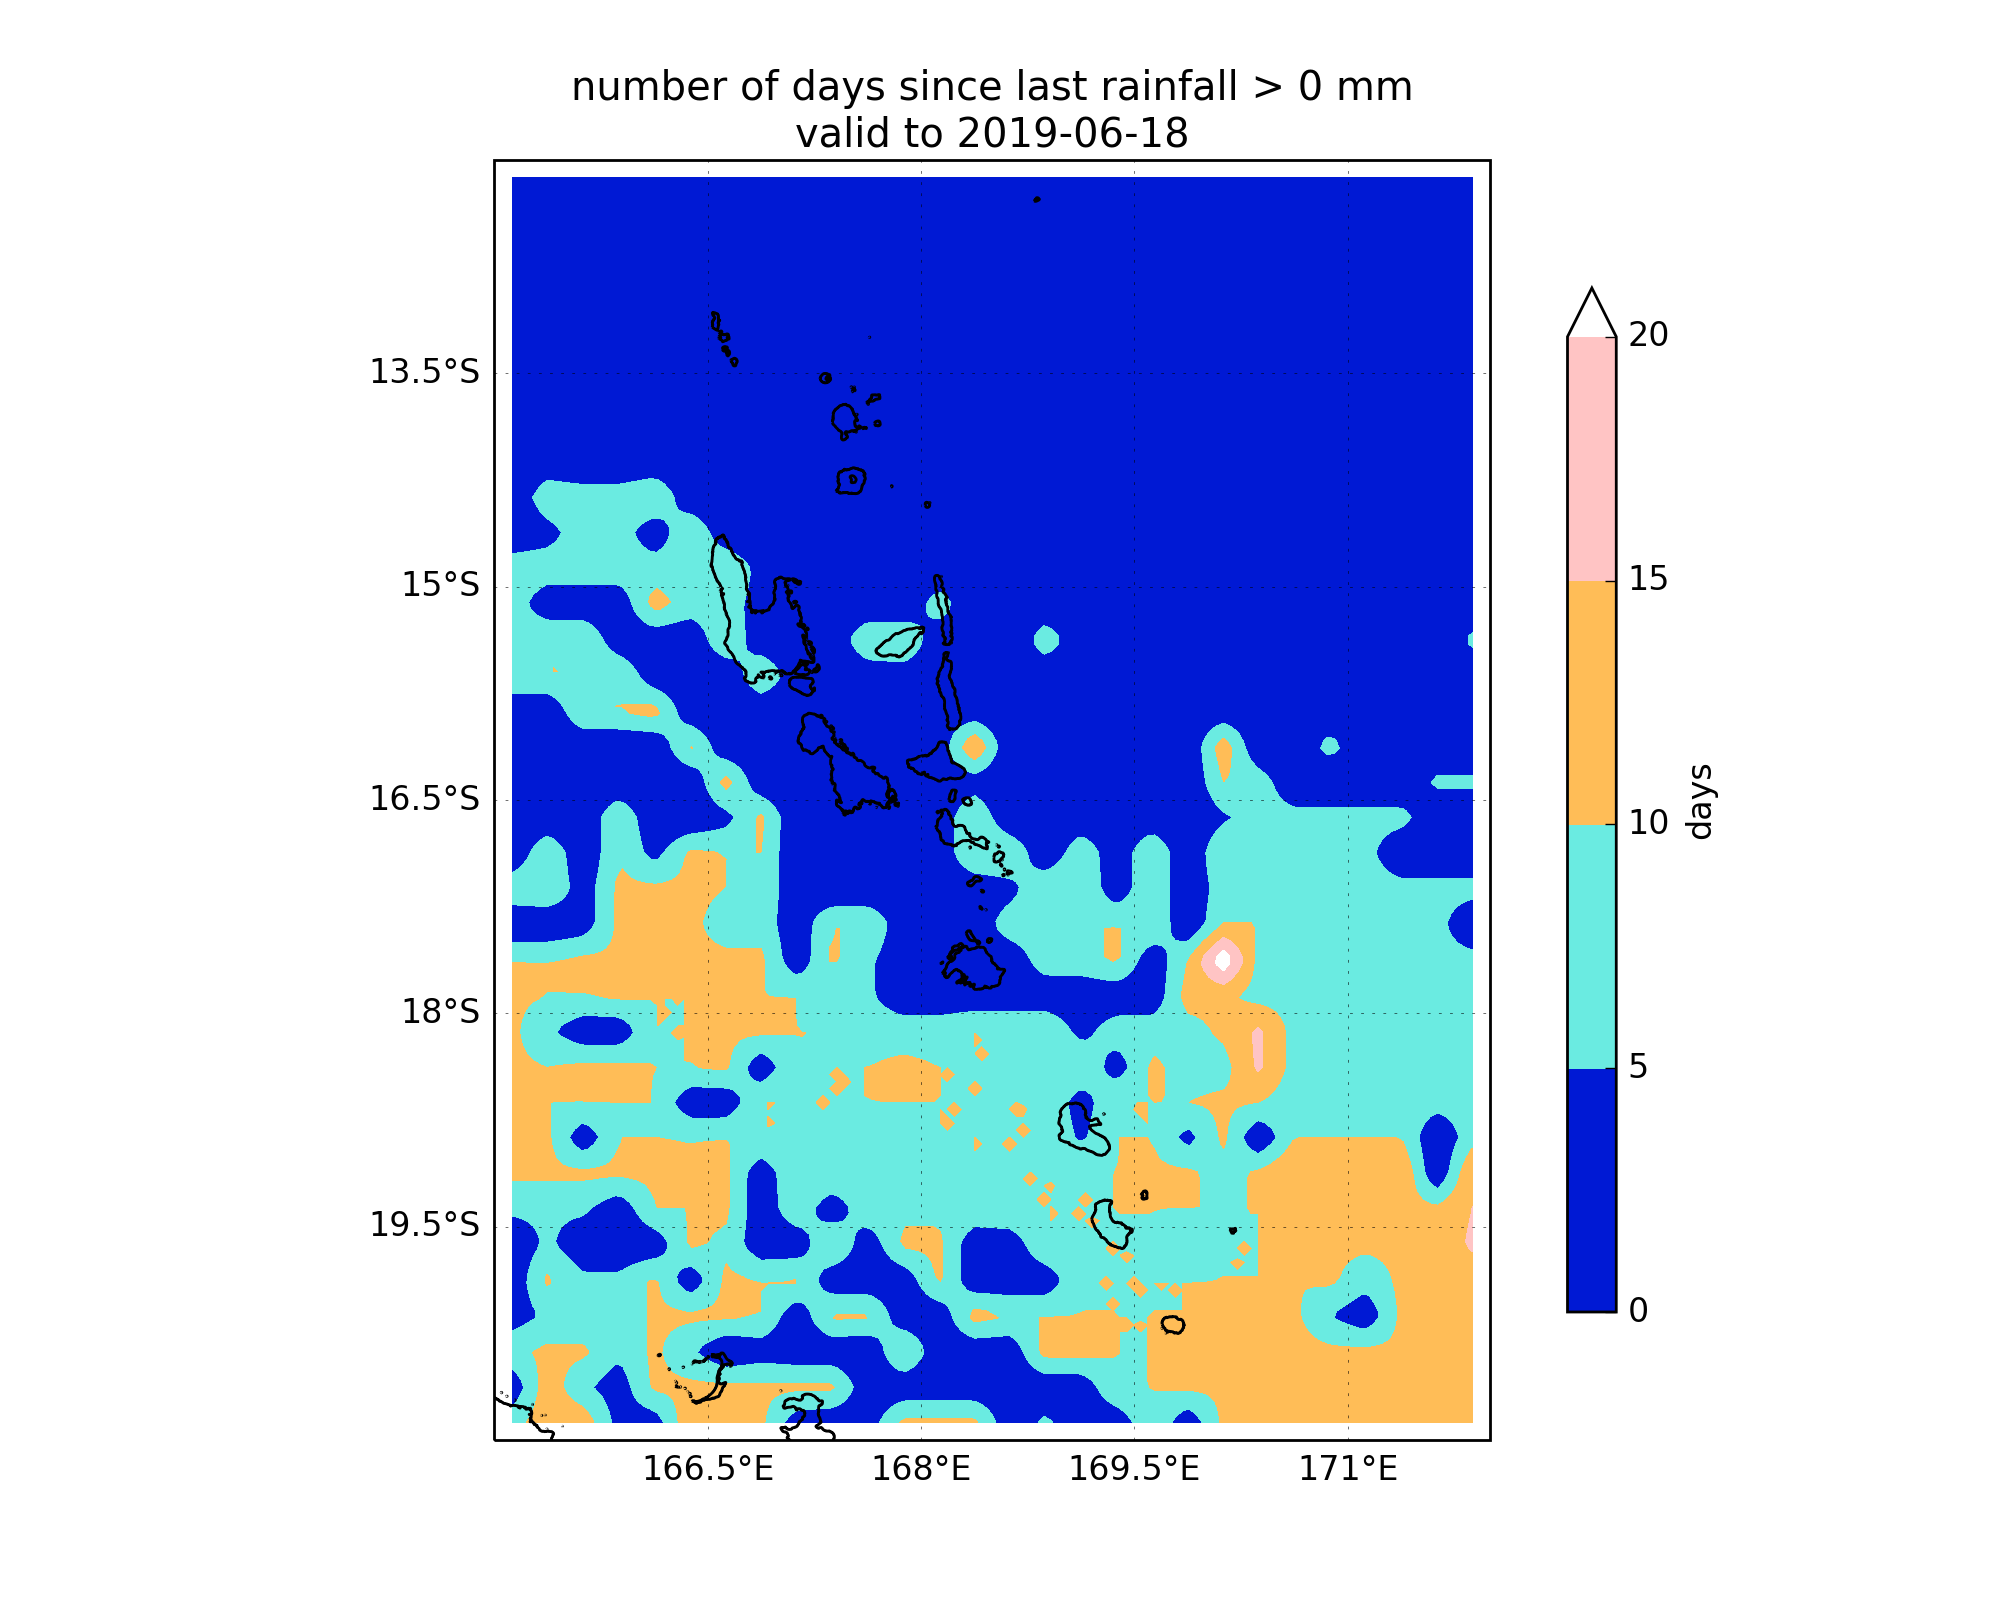 number of days since last rainfall > 0 mm
valid to 2019-06-18
13.5°S
15°S
16.5°S
18°S
19.5°S
166.5°E
168°E
169.5°E
171°E
20
15
10
5
0
days